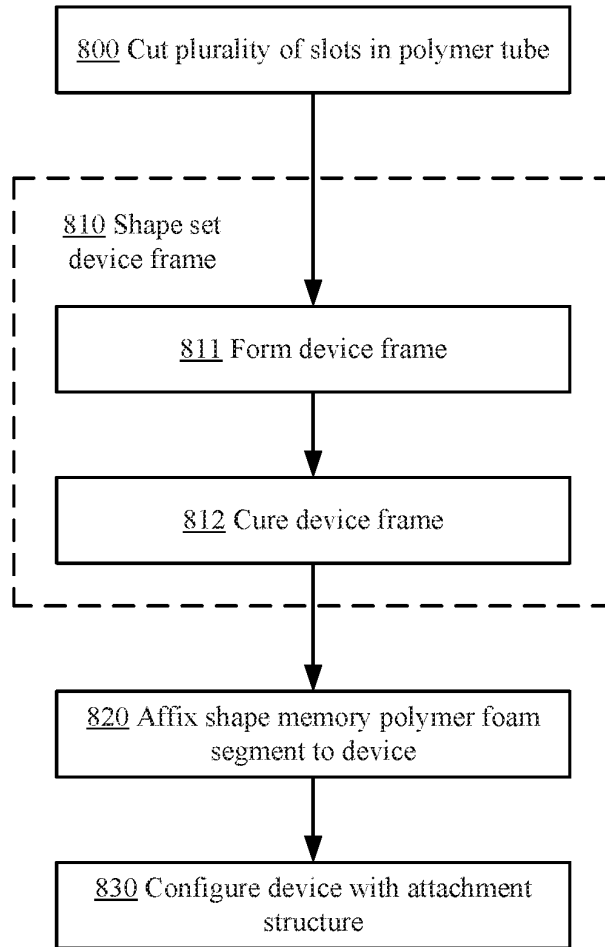 800 Cut plurality of slots in polymer tube
810 Shape set
device frame
811 Form device frame
812 Cure device frame
820 Affix shape memory polymer foam
segment to device
830 Configure device with attachment
structure